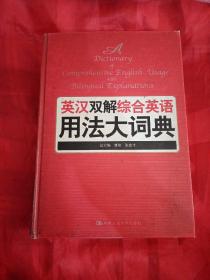 A
Dictionary
of
Comprehensive English Usage
with
Bilingual Explanations
英汉双解综合英语
用法大词典